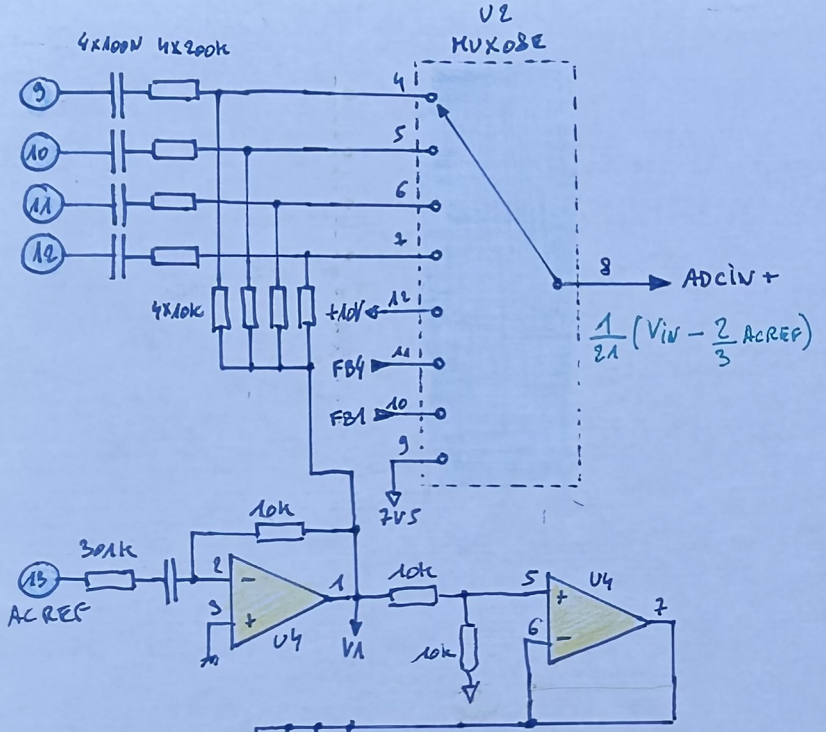 U2
MUX08E
4x100N 4x200k
9
4
10
5
11
6
12
7
4x10k
+10V 12
8
ADCIN +
1/21 (VIN - 2/3 ACREF)
FB4 11
FB1 10
9
7V5
10k
301k
13
ACREF
2
-
3
+
1
U4
V1
10k
10k
5
+
6
-
U4
7